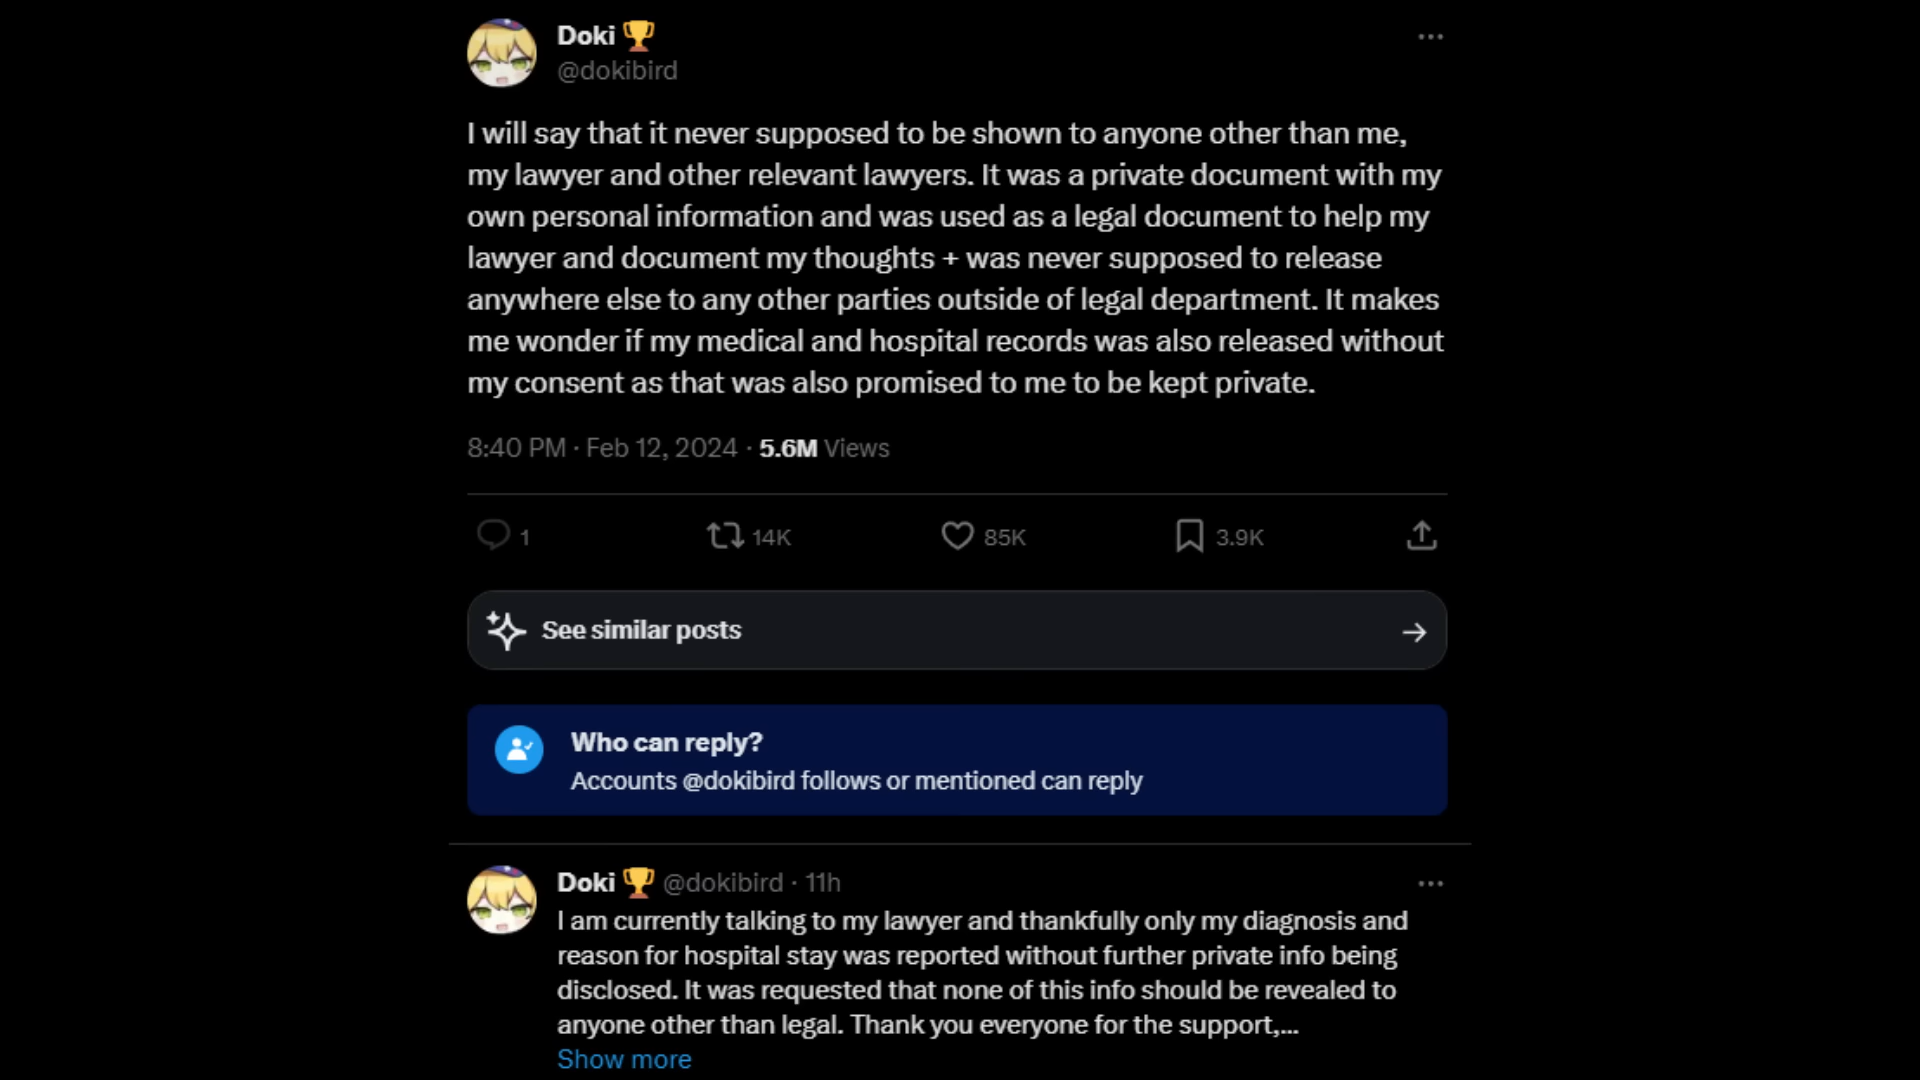 Doki 🏆
@dokibird
I will say that it never supposed to be shown to anyone other than me,
my lawyer and other relevant lawyers. It was a private document with my
own personal information and was used as a legal document to help my
lawyer and document my thoughts + was never supposed to release
anywhere else to any other parties outside of legal department. It makes
me wonder if my medical and hospital records was also released without
my consent as that was also promised to me to be kept private.
8:40 PM · Feb 12, 2024 · 5.6M Views
1 14K 85K 3.9K
See similar posts
Who can reply?
Accounts @dokibird follows or mentioned can reply
Doki 🏆 @dokibird · 11h
I am currently talking to my lawyer and thankfully only my diagnosis and
reason for hospital stay was reported without further private info being
disclosed. It was requested that none of this info should be revealed to
anyone other than legal. Thank you everyone for the support,...
Show more